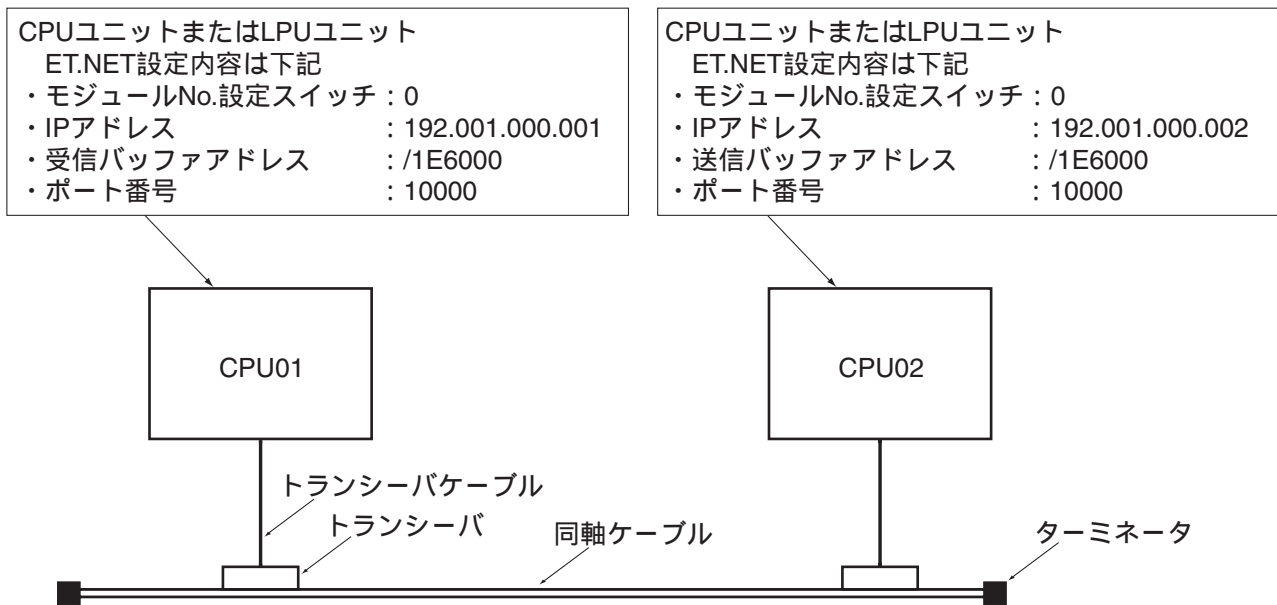 CPUユニットまたはLPUユニット
ET.NET設定内容は下記
・モジュールNo.設定スイッチ：0
・IPアドレス：192.001.000.001
・受信バッファアドレス：/1E6000
・ポート番号：10000
CPUユニットまたはLPUユニット
ET.NET設定内容は下記
・モジュールNo.設定スイッチ：0
・IPアドレス：192.001.000.002
・送信バッファアドレス：/1E6000
・ポート番号：10000
CPU01
CPU02
トランシーバケーブル
トランシーバ
同軸ケーブル
ターミネータ